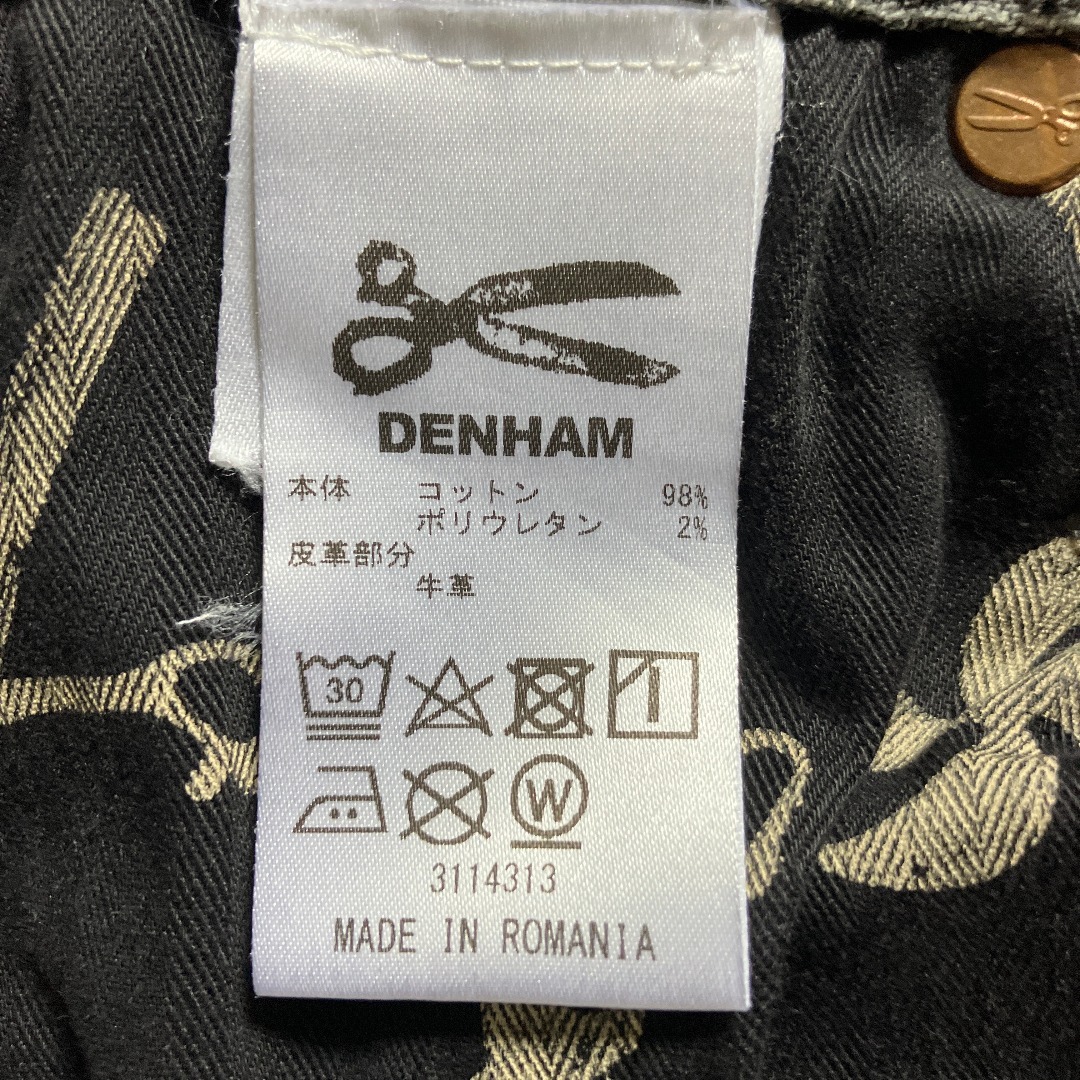 DENHAM
本体 コットン 98%
ポリウレタン 2%
皮革部分
牛革
30
W
3114313
MADE IN ROMANIA